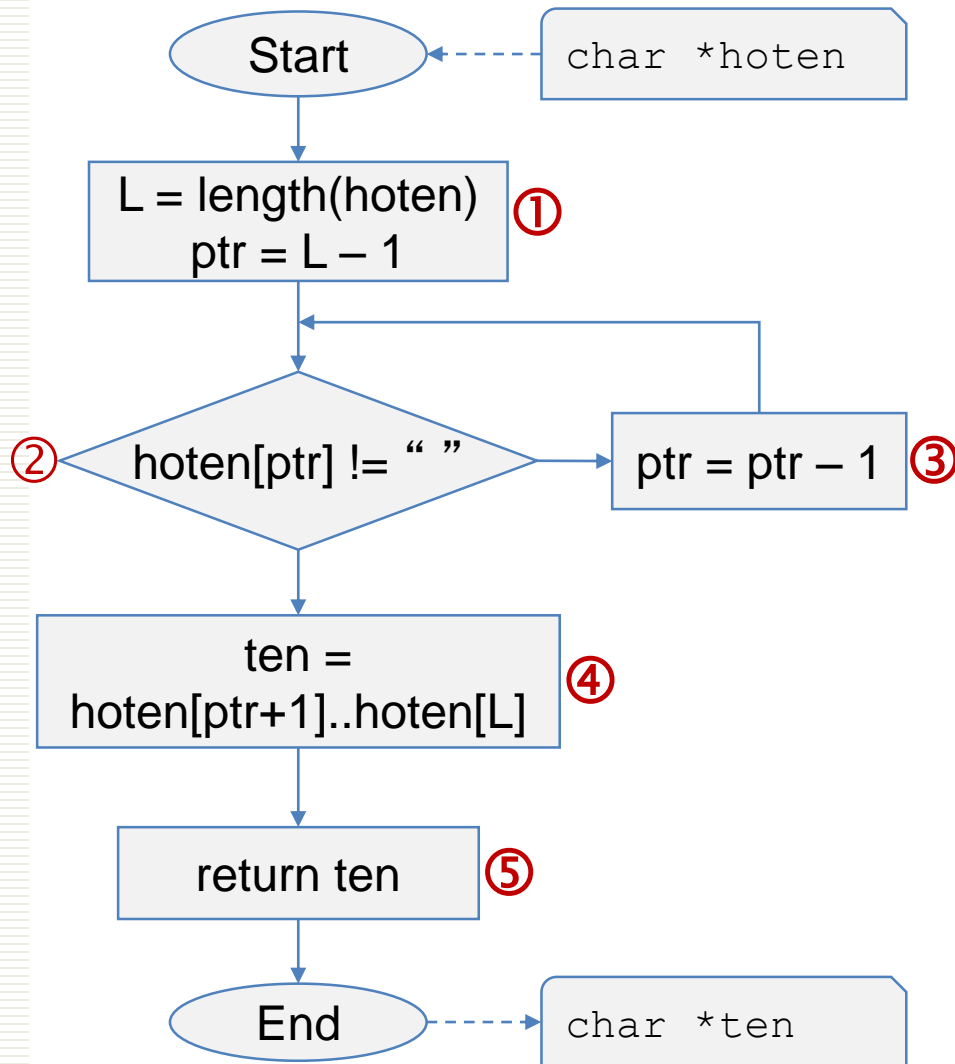 Start
char *hoten
L = length(hoten)
ptr = L – 1
①
②
hoten[ptr] != “ ”
ptr = ptr – 1
③
ten =
hoten[ptr+1]..hoten[L]
④
return ten
⑤
End
char *ten